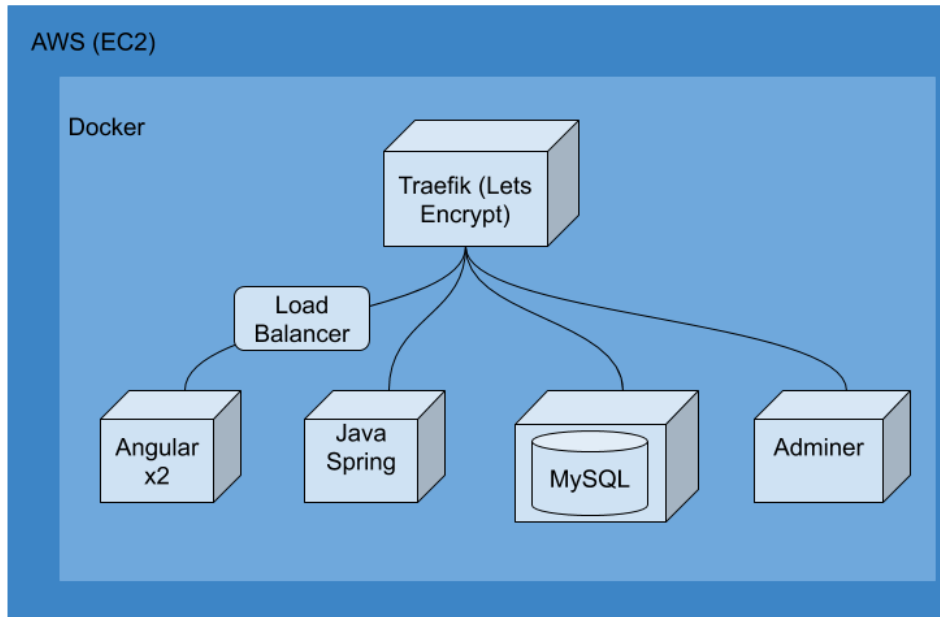 AWS (EC2)
Docker
Traefik (Lets
Encrypt)
Load
Balancer
Angular
x2
Java
Spring
MySQL
Adminer